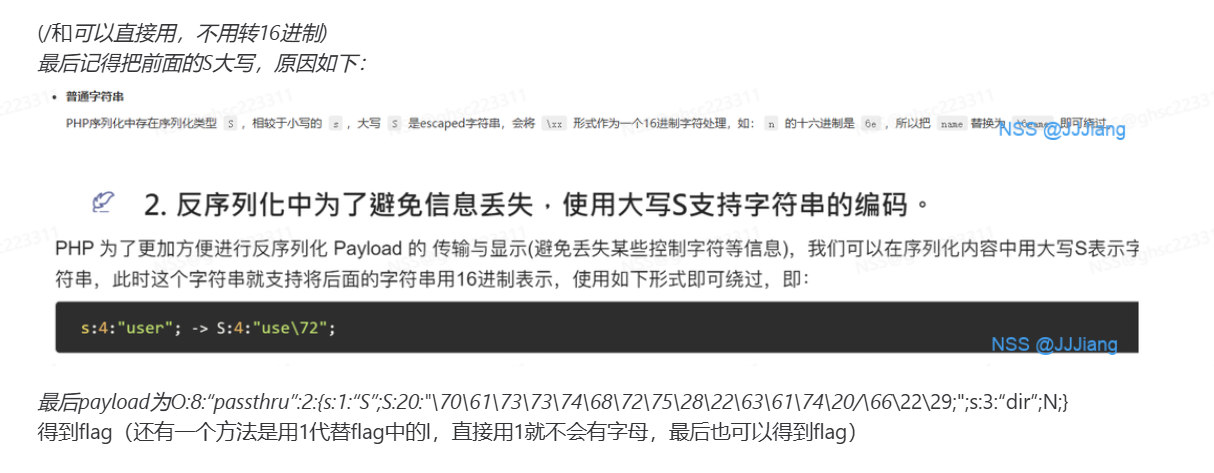 (/和可以直接用，不用转16进制)
最后记得把前面的S大写，原因如下：
• 普通字符串
PHP序列化中存在序列化类型 S ，相较于小写的 s ，大写 S 是escaped字符串，会将 \xx 形式作为一个16进制字符处理，如： n 的十六进制是 6e ，所以把 name 替换为 \6eame 即可绕过。
NSS @JJJiang
2. 反序列化中为了避免信息丢失，使用大写S支持字符串的编码。
PHP 为了更加方便进行反序列化 Payload 的 传输与显示(避免丢失某些控制字符等信息)，我们可以在序列化内容中用大写S表示字
符串，此时这个字符串就支持将后面的字符串用16进制表示，使用如下形式即可绕过，即：
s:4:"user"; -> S:4:"use\72";
NSS @JJJiang
最后payload为O:8:“passthru”:2:{s:1:“S”;S:20:"\70\61\73\73\74\68\72\75\28\22\63\61\74\20/\66\22\29;";s:3:“dir”;N;}
得到flag（还有一个方法是用1代替flag中的l，直接用1就不会有字母，最后也可以得到flag）